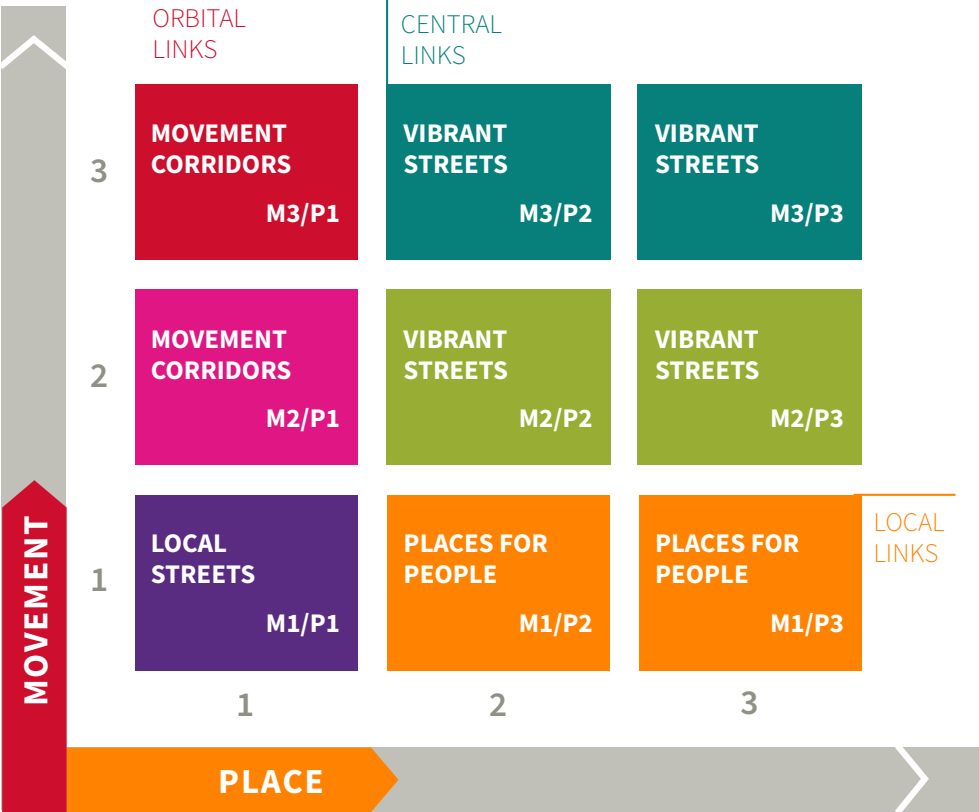 ORBITAL
LINKS
CENTRAL
LINKS
3
MOVEMENT
CORRIDORS
M3/P1
VIBRANT
STREETS
M3/P2
VIBRANT
STREETS
M3/P3
2
MOVEMENT
CORRIDORS
M2/P1
VIBRANT
STREETS
M2/P2
VIBRANT
STREETS
M2/P3
1
LOCAL
STREETS
M1/P1
PLACES FOR
PEOPLE
M1/P2
PLACES FOR
PEOPLE
M1/P3
LOCAL
LINKS
MOVEMENT
1
2
3
PLACE